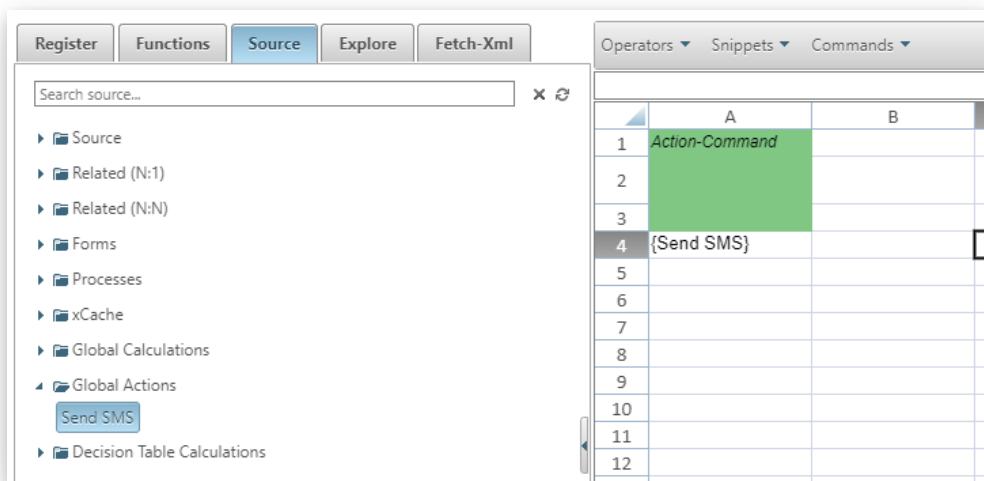 Register Functions Source Explore Fetch-Xml
Search source...
Source
Related (N:1)
Related (N:N)
Forms
Processes
xCache
Global Calculations
Global Actions
Send SMS
Decision Table Calculations
Operators Snippets Commands
A B
1 Action-Command
2
3
4 {Send SMS}
5
6
7
8
9
10
11
12